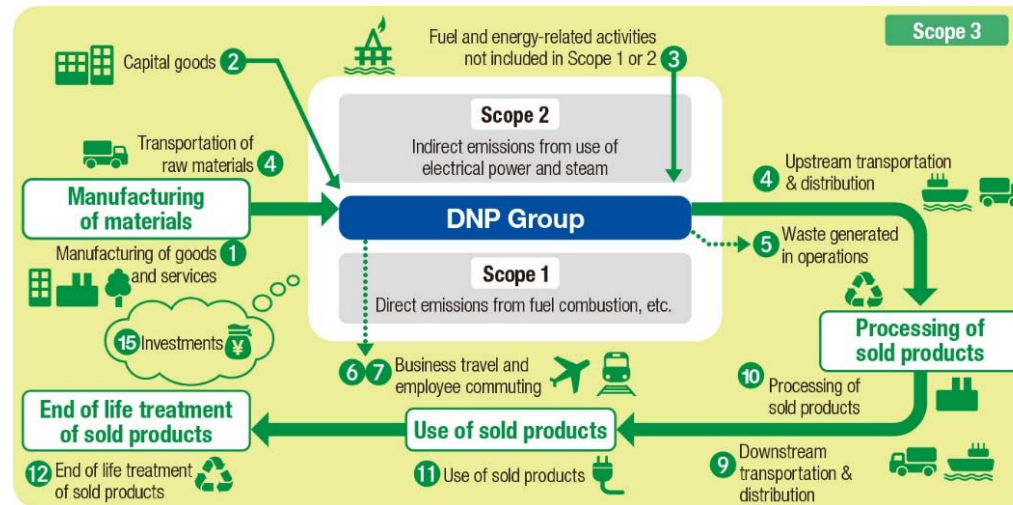 Scope 3
Capital goods 2
Fuel and energy-related activities
not included in Scope 1 or 2 3
Scope 2
Indirect emissions from use of
electrical power and steam
Transportation of
raw materials 4
Manufacturing
of materials
Manufacturing of goods 1
and services
DNP Group
4 Upstream transportation
& distribution
5 Waste generated
in operations
Scope 1
Direct emissions from fuel combustion, etc.
15 Investments ¥
6 7 Business travel and
employee commuting
Processing of
sold products
10 Processing of
sold products
End of life treatment
of sold products
Use of sold products
12 End of life treatment
of sold products
11 Use of sold products
9 Downstream
transportation &
distribution